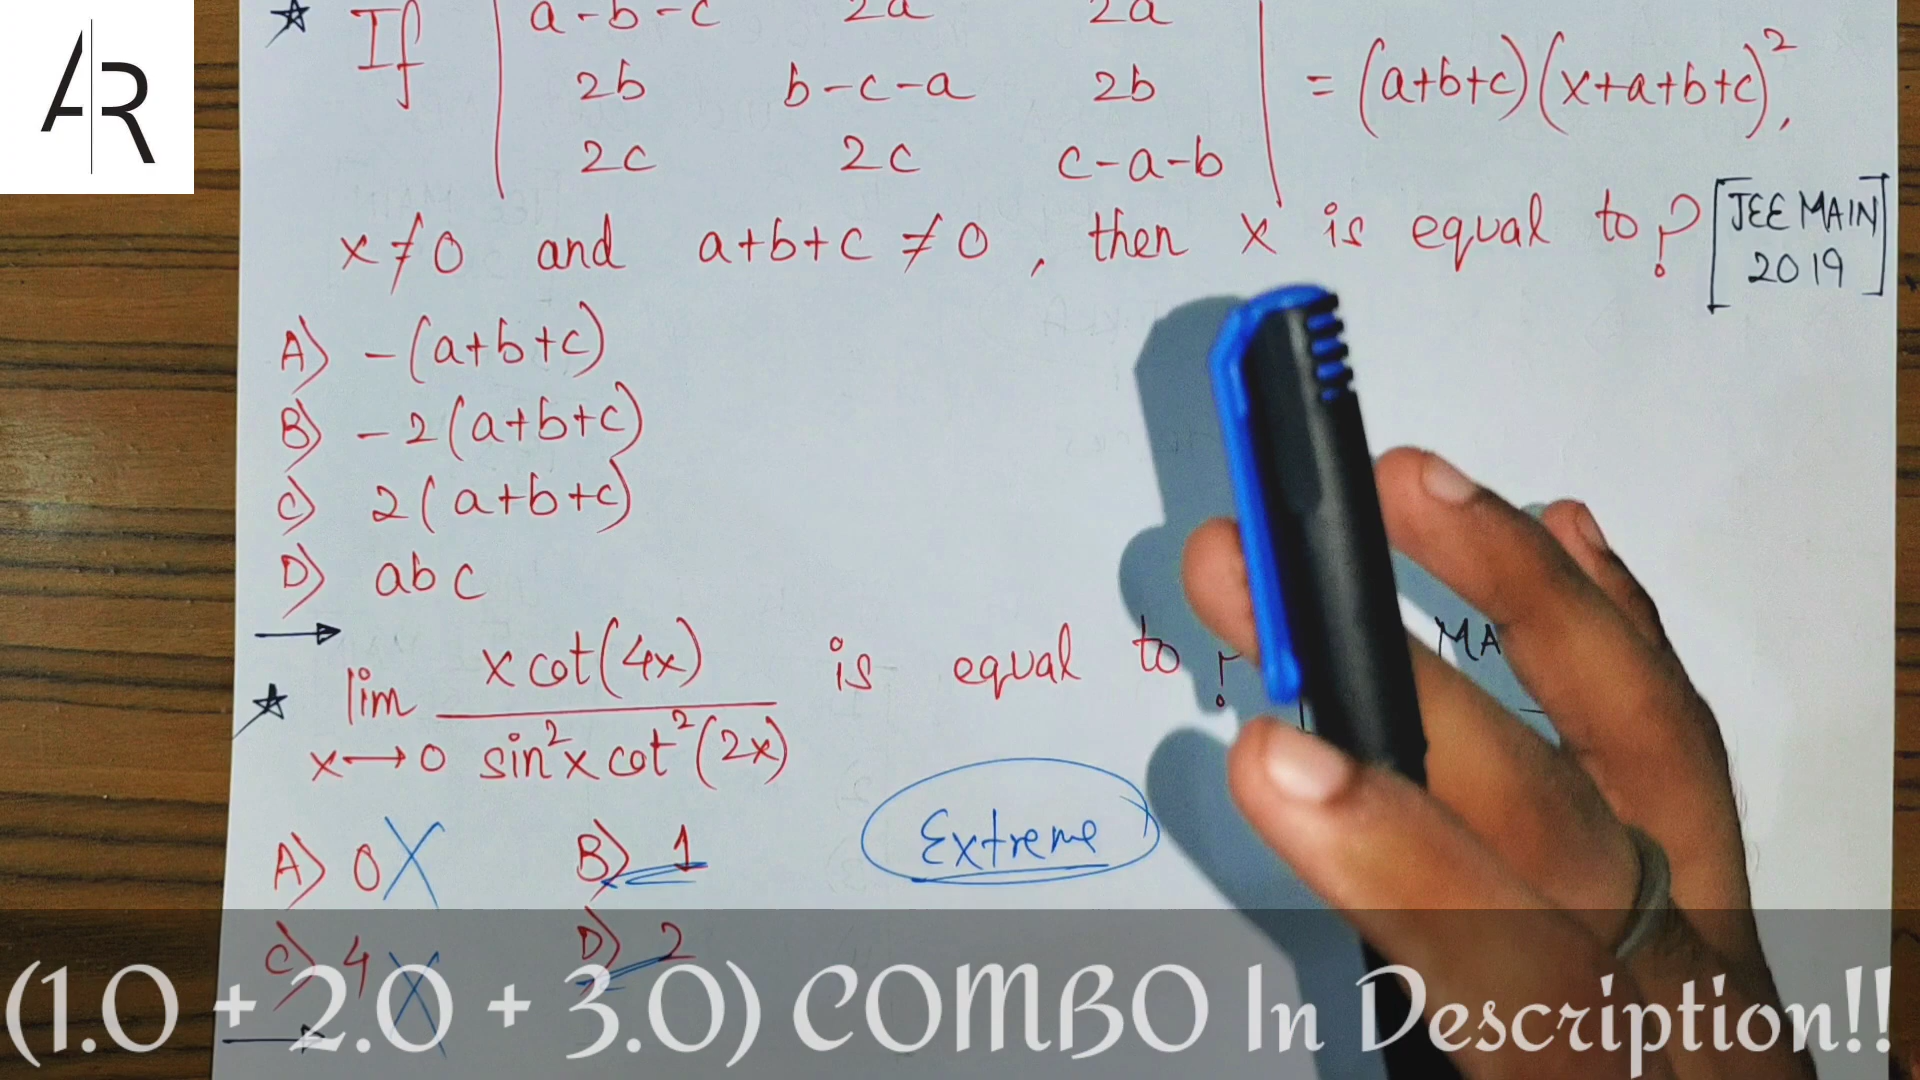 AR
☆ If | a-b-c 2a 2a |
| 2b b-c-a 2b | = (a+b+c)(x+a+b+c)²,
| 2c 2c c-a-b |
x≠0 and a+b+c ≠ 0, then x is equal to? [JEE MAIN 2019]
A) -(a+b+c)
B) -2(a+b+c)
C) 2(a+b+c)
D) abc
→
☆ lim x→0 x cot(4x) / sin²x cot²(2x) is equal to ? MA
A) 0 X B) 1
Extreme
C) 4 X D) 2
→
(1.0 + 2.0 + 3.0) COMBO In Description!!